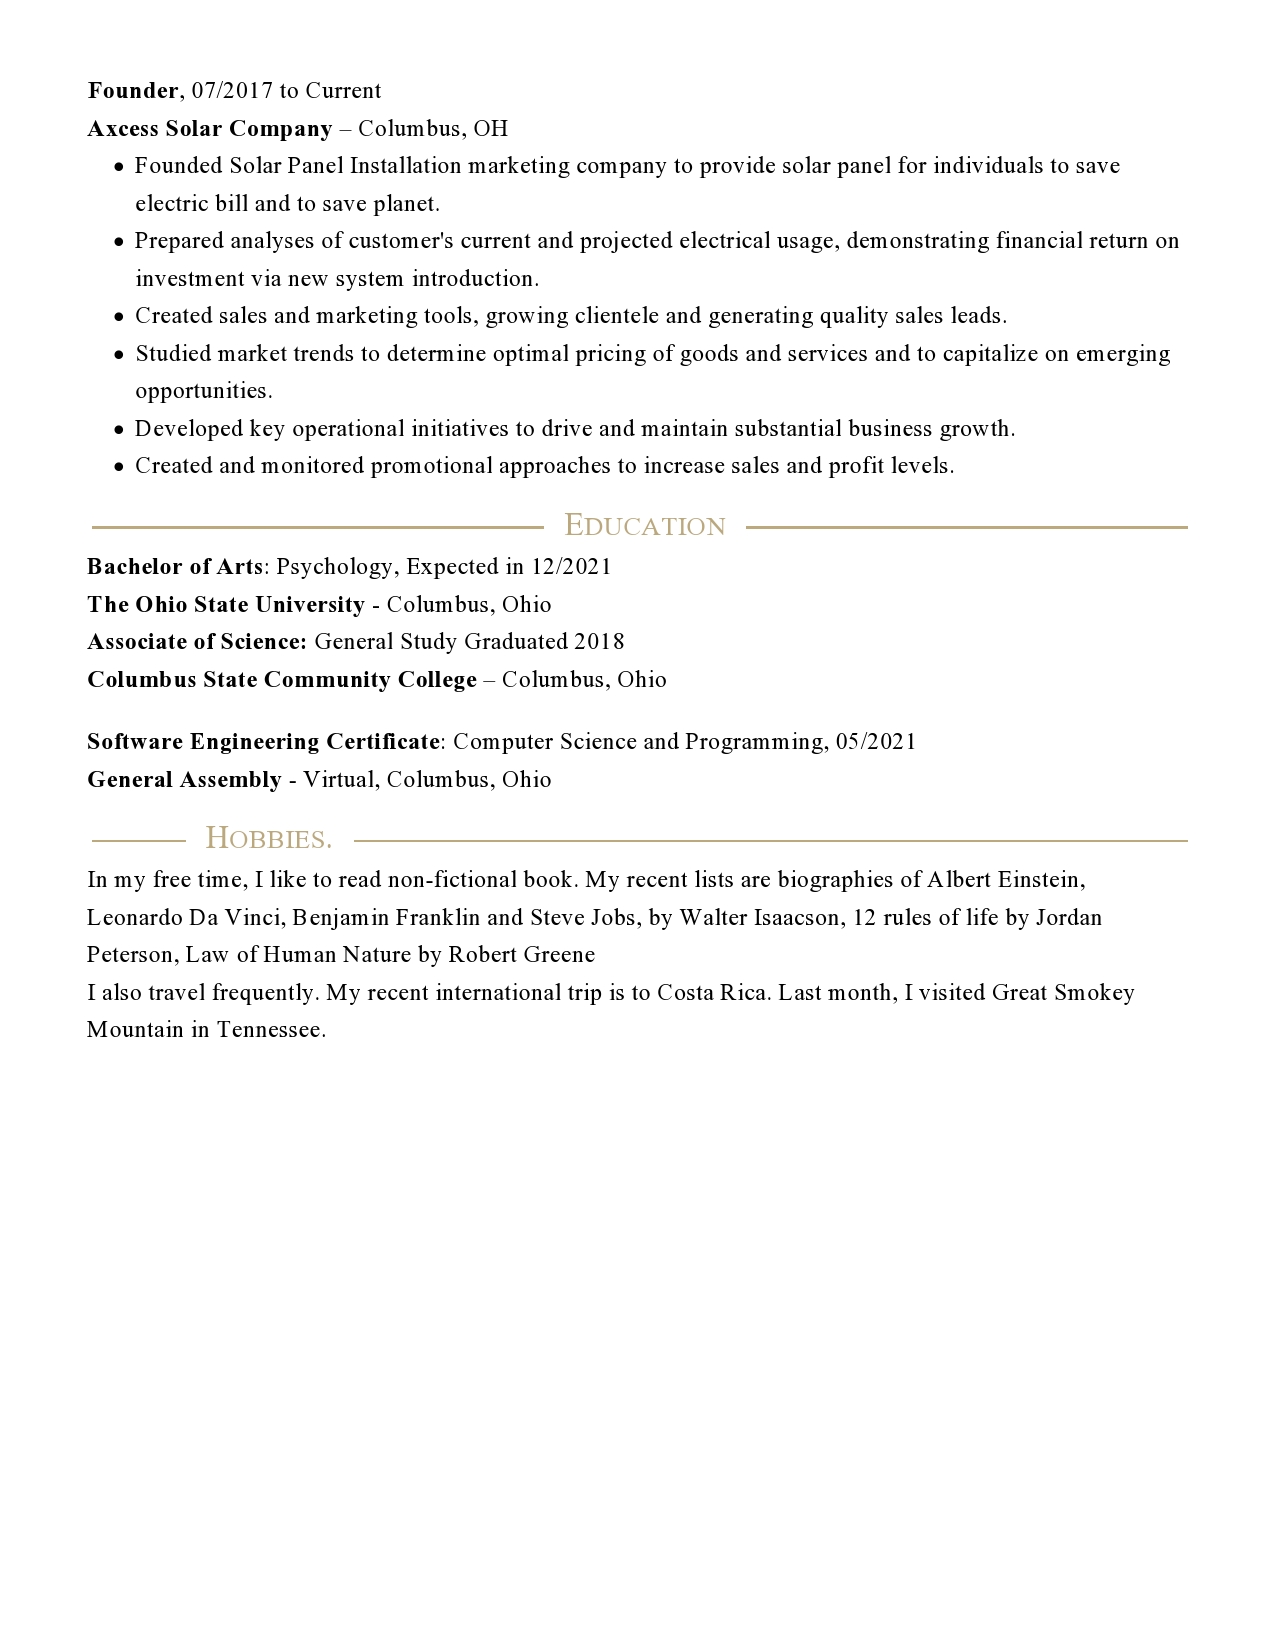 Founder, 07/2017 to Current
Axcess Solar Company – Columbus, OH
• Founded Solar Panel Installation marketing company to provide solar panel for individuals to save
electric bill and to save planet.
• Prepared analyses of customer's current and projected electrical usage, demonstrating financial return on
investment via new system introduction.
• Created sales and marketing tools, growing clientele and generating quality sales leads.
• Studied market trends to determine optimal pricing of goods and services and to capitalize on emerging
opportunities.
• Developed key operational initiatives to drive and maintain substantial business growth.
• Created and monitored promotional approaches to increase sales and profit levels.
EDUCATION
Bachelor of Arts: Psychology, Expected in 12/2021
The Ohio State University - Columbus, Ohio
Associate of Science: General Study Graduated 2018
Columbus State Community College – Columbus, Ohio
Software Engineering Certificate: Computer Science and Programming, 05/2021
General Assembly - Virtual, Columbus, Ohio
HOBBIES.
In my free time, I like to read non-fictional book. My recent lists are biographies of Albert Einstein,
Leonardo Da Vinci, Benjamin Franklin and Steve Jobs, by Walter Isaacson, 12 rules of life by Jordan
Peterson, Law of Human Nature by Robert Greene
I also travel frequently. My recent international trip is to Costa Rica. Last month, I visited Great Smokey
Mountain in Tennessee.